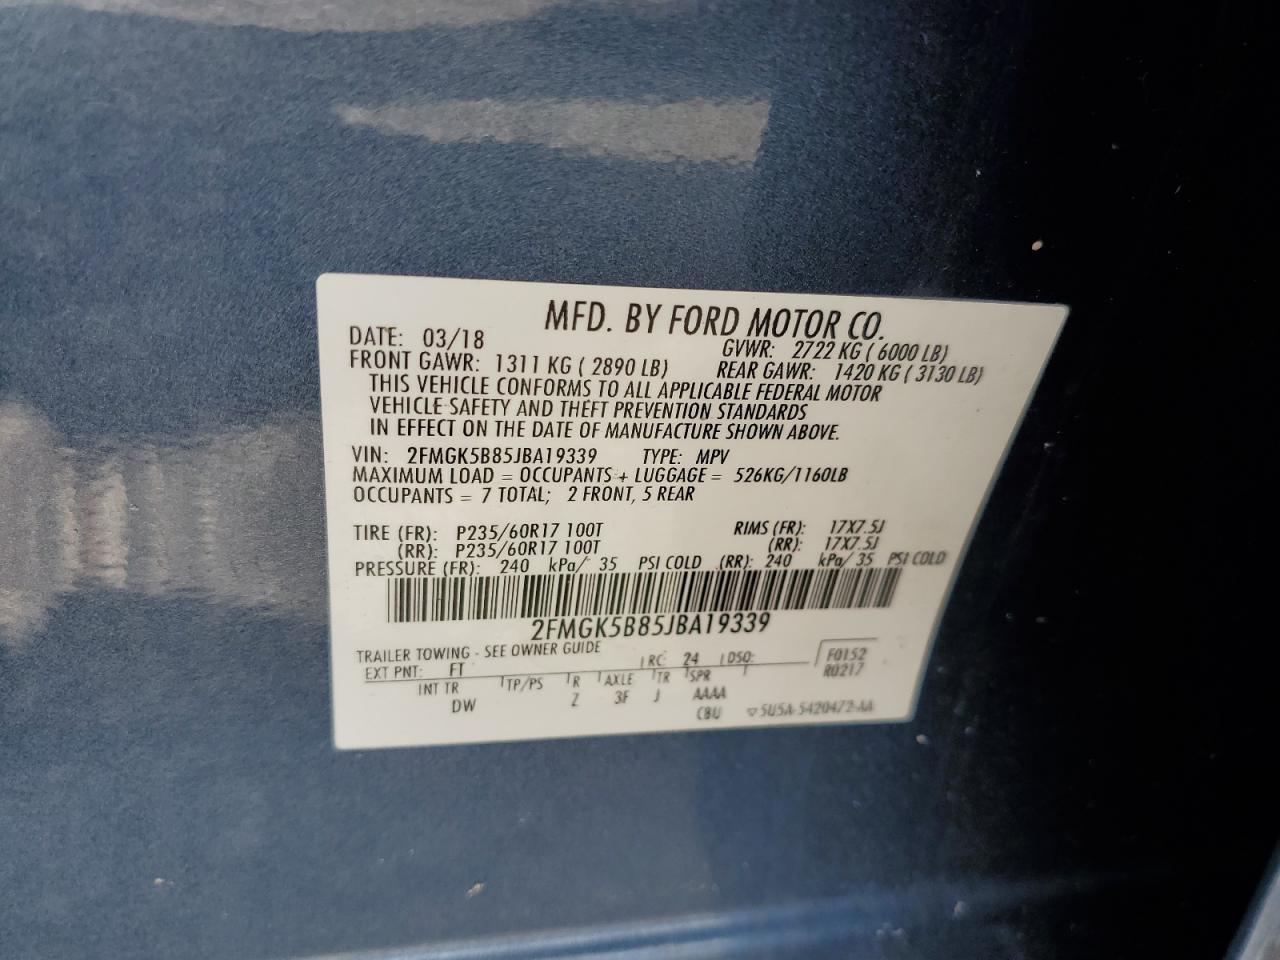 MFD. BY FORD MOTOR CO.
DATE: 03/18 GVWR: 2722 KG ( 6000 LB)
FRONT GAWR: 1311 KG ( 2890 LB) REAR GAWR: 1420 KG ( 3130 LB)
THIS VEHICLE CONFORMS TO ALL APPLICABLE FEDERAL MOTOR
VEHICLE SAFETY AND THEFT PREVENTION STANDARDS
IN EFFECT ON THE DATE OF MANUFACTURE SHOWN ABOVE.
VIN: 2FMGK5B85JBA19339 TYPE: MPV
MAXIMUM LOAD = OCCUPANTS + LUGGAGE = 526KG/1160LB
OCCUPANTS = 7 TOTAL; 2 FRONT, 5 REAR
TIRE (FR): P235/60R17 100T RIMS (FR): 17X7.5J
(RR): P235/60R17 100T (RR): 17X7.5J
PRESSURE (FR): 240 kPa/ 35 PSI COLD (RR): 240 kPa/ 35 PSI COLD
2FMGK5B85JBA19339
TRAILER TOWING - SEE OWNER GUIDE
EXT PNT: FT RC: 24 DSO: F0152
R0217
INT TR TP/PS R AXLE TR SPR
DW Z 3F J AAAA
CBU 5U5A-5420472-AA